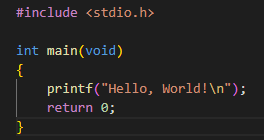 #include <stdio.h>

int main(void)
{
    printf("Hello, World!\n");
    return 0;
}